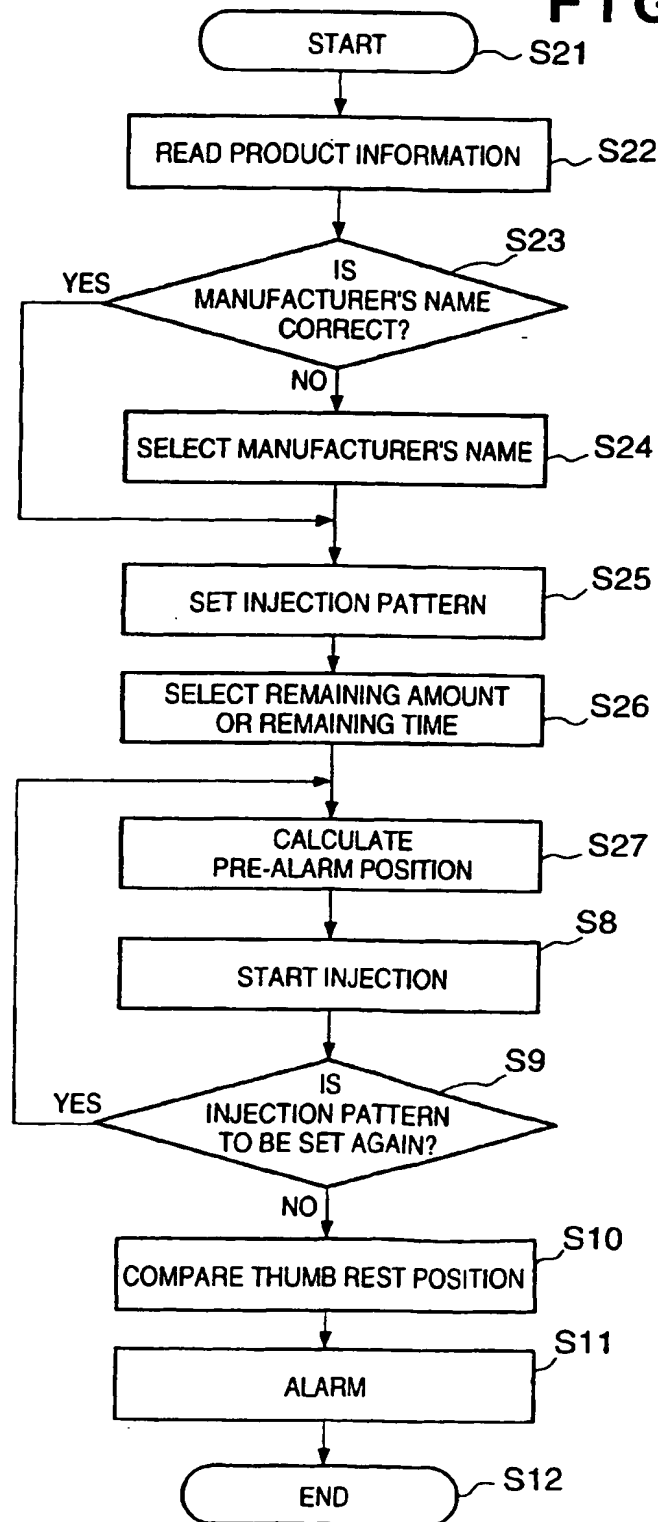 FIG
START
S21
READ PRODUCT INFORMATION
S22
S23
YES
IS
MANUFACTURER'S NAME
CORRECT?
NO
SELECT MANUFACTURER'S NAME
S24
SET INJECTION PATTERN
S25
SELECT REMAINING AMOUNT
OR REMAINING TIME
S26
CALCULATE
PRE-ALARM POSITION
S27
START INJECTION
S8
S9
YES
IS
INJECTION PATTERN
TO BE SET AGAIN?
NO
COMPARE THUMB REST POSITION
S10
ALARM
S11
END
S12